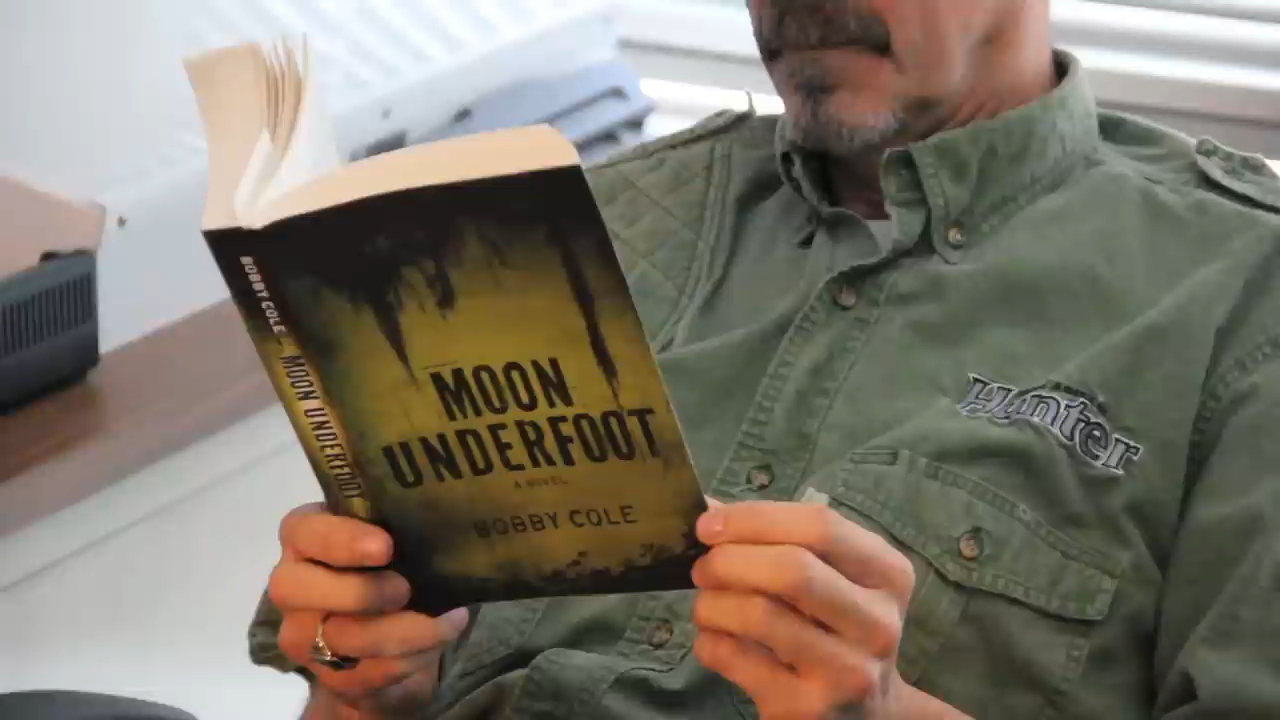 BOBBY COLE MOON UNDERFOOT
MOON
UNDERFOOT
A NOVEL
BOBBY COLE
Hunter